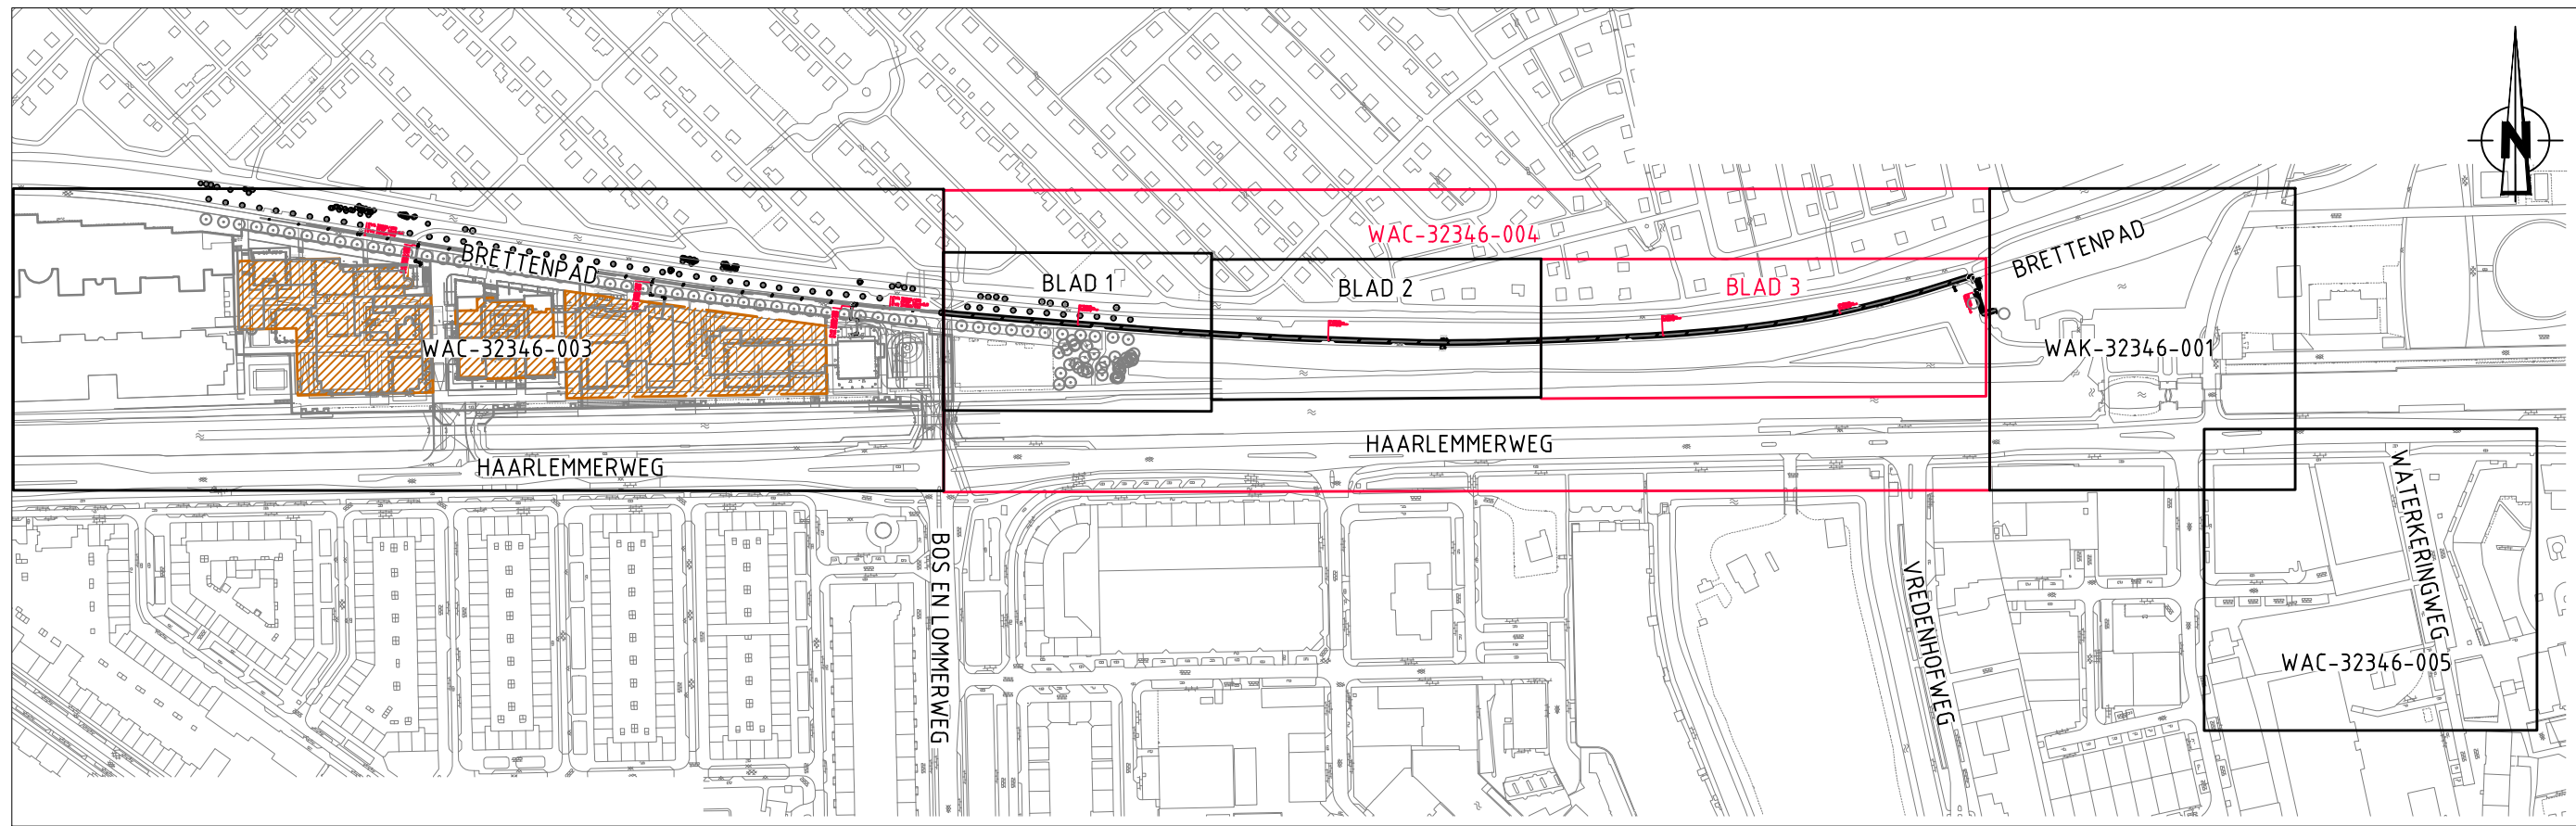 N
WAC-32346-004
BRETTENPAD
BRETTENPAD
BLAD 1
BLAD 2
BLAD 3
WAC-32346-003
WAK-32346-001
HAARLEMMERWEG
HAARLEMMERWEG
BOS EN LOMMERWEG
VREDENHOFWEG
WATERKERINGWEG
WAC-32346-005